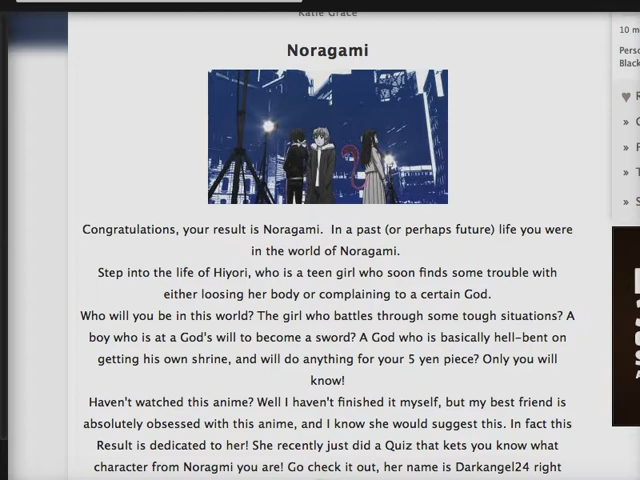 Katie Grace
Noragami
Congratulations, your result is Noragami. In a past (or perhaps future) life you were
in the world of Noragami.
Step into the life of Hiyori, who is a teen girl who soon finds some trouble with
either loosing her body or complaining to a certain God.
Who will you be in this world? The girl who battles through some tough situations? A
boy who is at a God's will to become a sword? A God who is basically hell-bent on
getting his own shrine, and will do anything for your 5 yen piece? Only you will
know!
Haven't watched this anime? Well I haven't finished it myself, but my best friend is
absolutely obsessed with this anime, and I know she would suggest this. In fact this
Result is dedicated to her! She recently just did a Quiz that kets you know what
character from Noragmi you are! Go check it out, her name is Darkangel24 right
10 m
Perso
Black